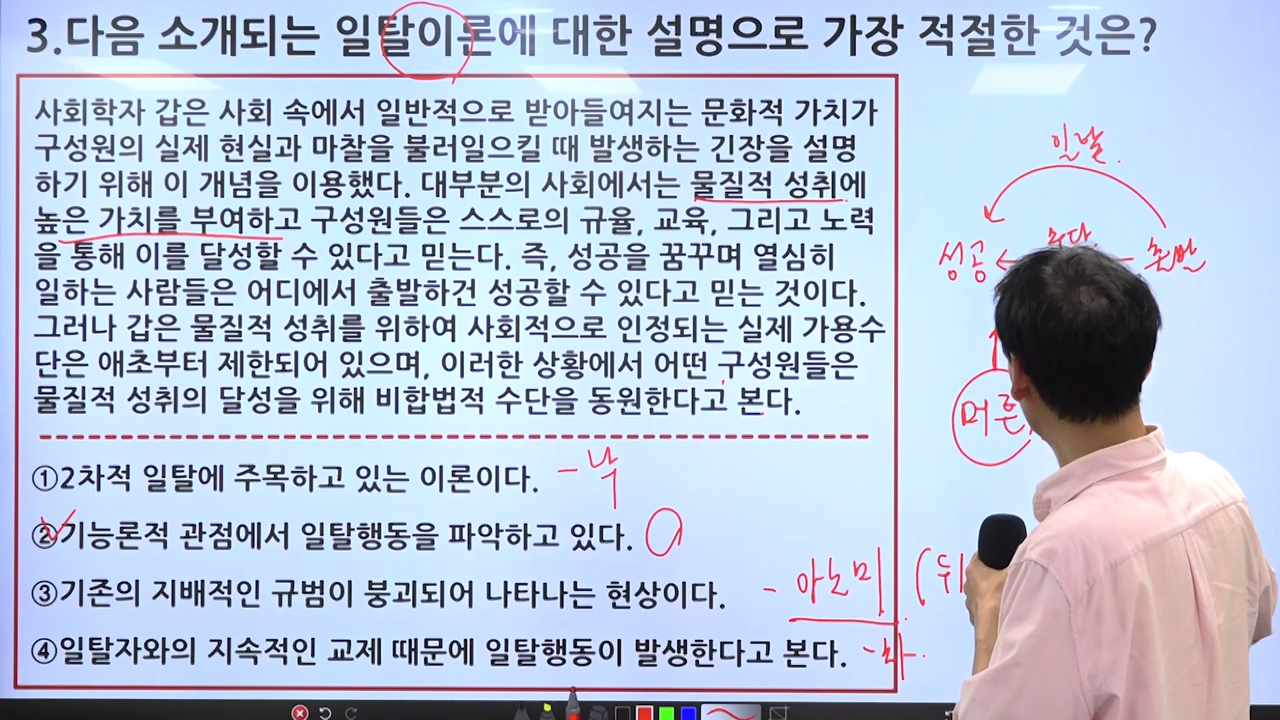 3.다음 소개되는 일탈이론에 대한 설명으로 가장 적절한 것은?
사회학자 갑은 사회 속에서 일반적으로 받아들여지는 문화적 가치가
구성원의 실제 현실과 마찰을 불러일으킬 때 발생하는 긴장을 설명
하기 위해 이 개념을 이용했다. 대부분의 사회에서는 물질적 성취에
높은 가치를 부여하고 구성원들은 스스로의 규율, 교육, 그리고 노력
을 통해 이를 달성할 수 있다고 믿는다. 즉, 성공을 꿈꾸며 열심히
일하는 사람들은 어디에서 출발하건 성공할 수 있다고 믿는 것이다.
그러나 갑은 물질적 성취를 위하여 사회적으로 인정되는 실제 가용수
단은 애초부터 제한되어 있으며, 이러한 상황에서 어떤 구성원들은
물질적 성취의 달성을 위해 비합법적 수단을 동원한다고 본다.
①2차적 일탈에 주목하고 있는 이론이다. - 낙
②기능론적 관점에서 일탈행동을 파악하고 있다.
③기존의 지배적인 규범이 붕괴되어 나타나는 현상이다. - 아노미 (뒤
④일탈자와의 지속적인 교제 때문에 일탈행동이 발생한다고 본다. - 차
일탈
성공
머튼